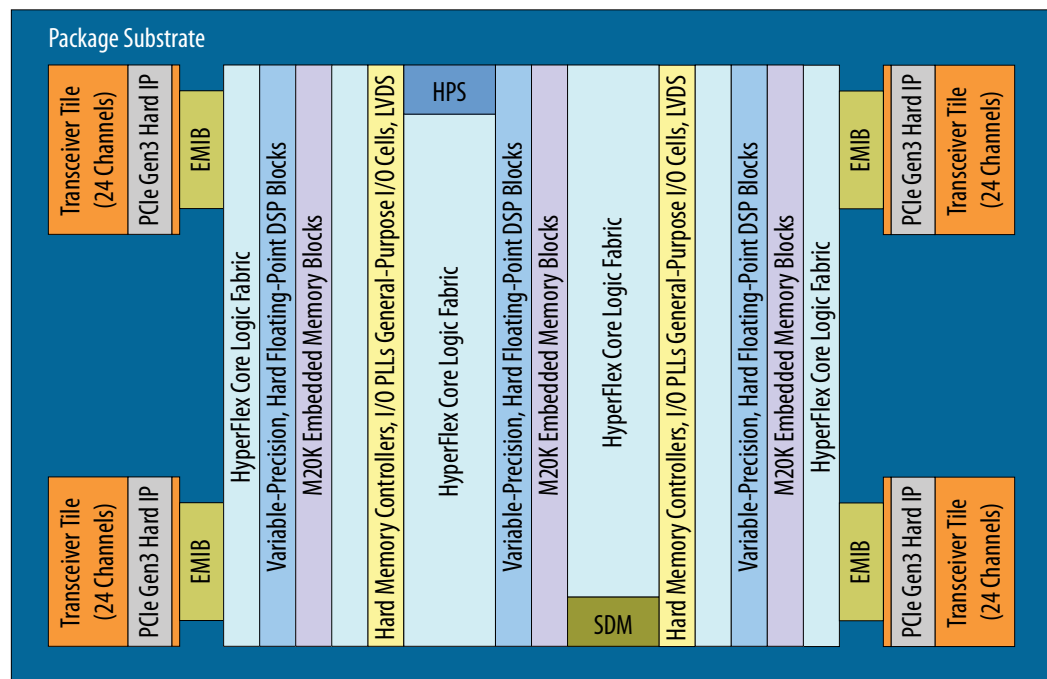 Package Substrate
Transceiver Tile
(24 Channels)
PCIe Gen3 Hard IP
EMIB
Transceiver Tile
(24 Channels)
PCIe Gen3 Hard IP
EMIB
HyperFlex Core Logic Fabric
Variable-Precision, Hard Floating-Point DSP Blocks
M20K Embedded Memory Blocks
Hard Memory Controllers, I/O PLLs General-Purpose I/O Cells, LVDS
HPS
HyperFlex Core Logic Fabric
Variable-Precision, Hard Floating-Point DSP Blocks
M20K Embedded Memory Blocks
HyperFlex Core Logic Fabric
SDM
Hard Memory Controllers, I/O PLLs General-Purpose I/O Cells, LVDS
Variable-Precision, Hard Floating-Point DSP Blocks
M20K Embedded Memory Blocks
HyperFlex Core Logic Fabric
EMIB
PCIe Gen3 Hard IP
Transceiver Tile
(24 Channels)
EMIB
PCIe Gen3 Hard IP
Transceiver Tile
(24 Channels)